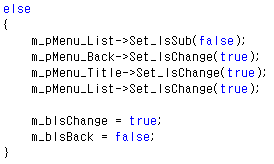 else
{
    m_pMenu_List->Set_IsSub(false);
    m_pMenu_Back->Set_IsChange(true);
    m_pMenu_Title->Set_IsChange(true);
    m_pMenu_List->Set_IsChange(true);

    m_bIsChange = true;
    m_bIsBack = false;
}